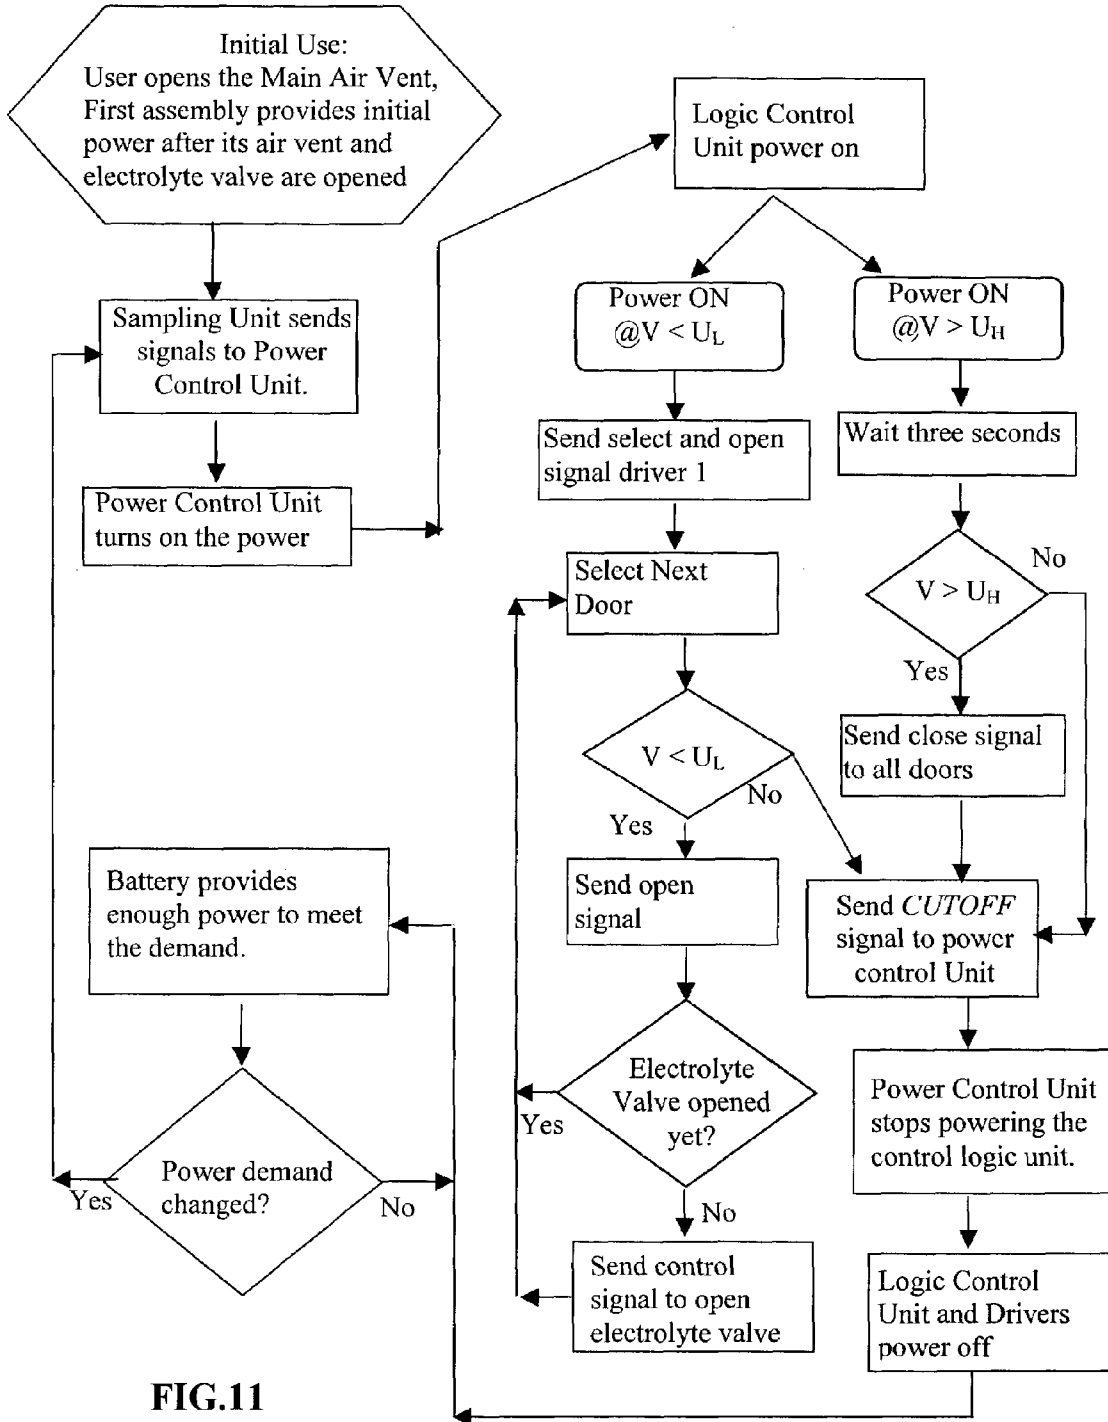 Initial Use:
User opens the Main Air Vent,
First assembly provides initial
power after its air vent and
electrolyte valve are opened
Sampling Unit sends
signals to Power
Control Unit.
Power Control Unit
turns on the power
Logic Control
Unit power on
Power ON
@V < U_L
Power ON
@V > U_H
Send select and open
signal driver 1
Wait three seconds
Select Next
Door
V > U_H
No
Yes
V < U_L
No
Yes
Send close signal
to all doors
Send open
signal
Send CUTOFF
signal to power
control Unit
Battery provides
enough power to meet
the demand.
Electrolyte
Valve opened
yet?
Yes
No
Power Control Unit
stops powering the
control logic unit.
Power demand
changed?
Yes
No
Send control
signal to open
electrolyte valve
Logic Control
Unit and Drivers
power off
FIG.11